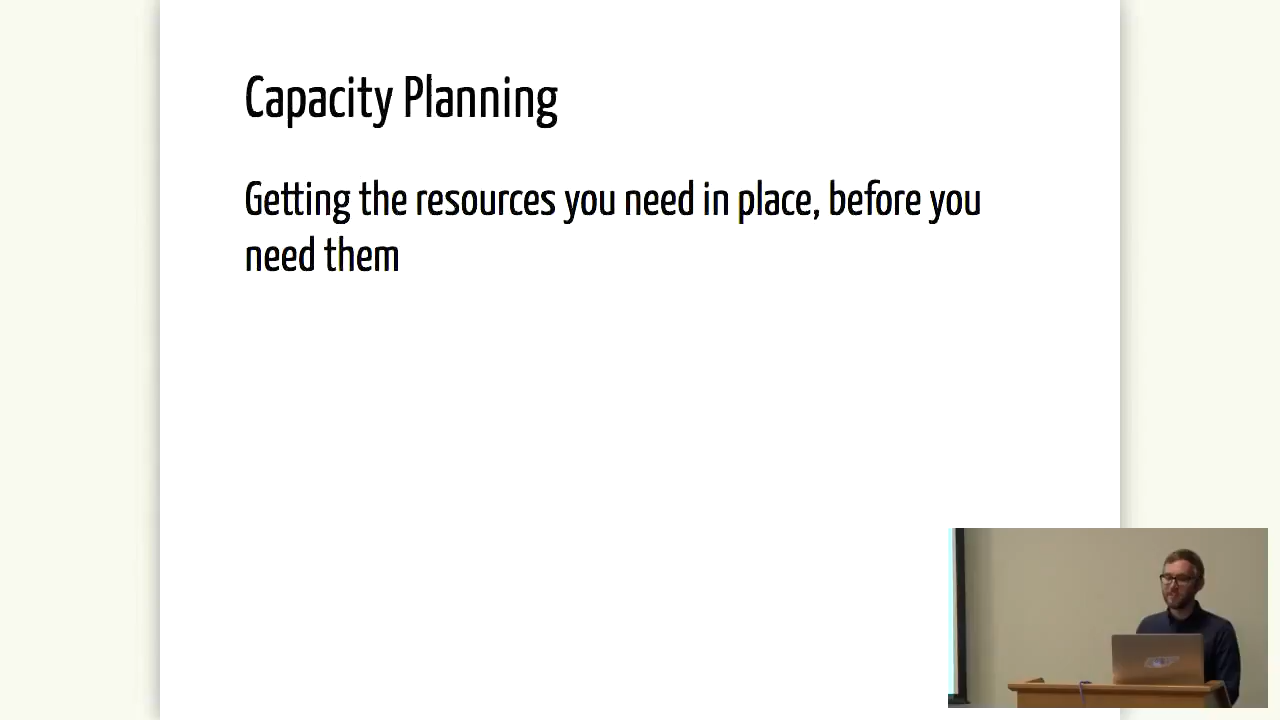 Capacity Planning
Getting the resources you need in place, before you
need them